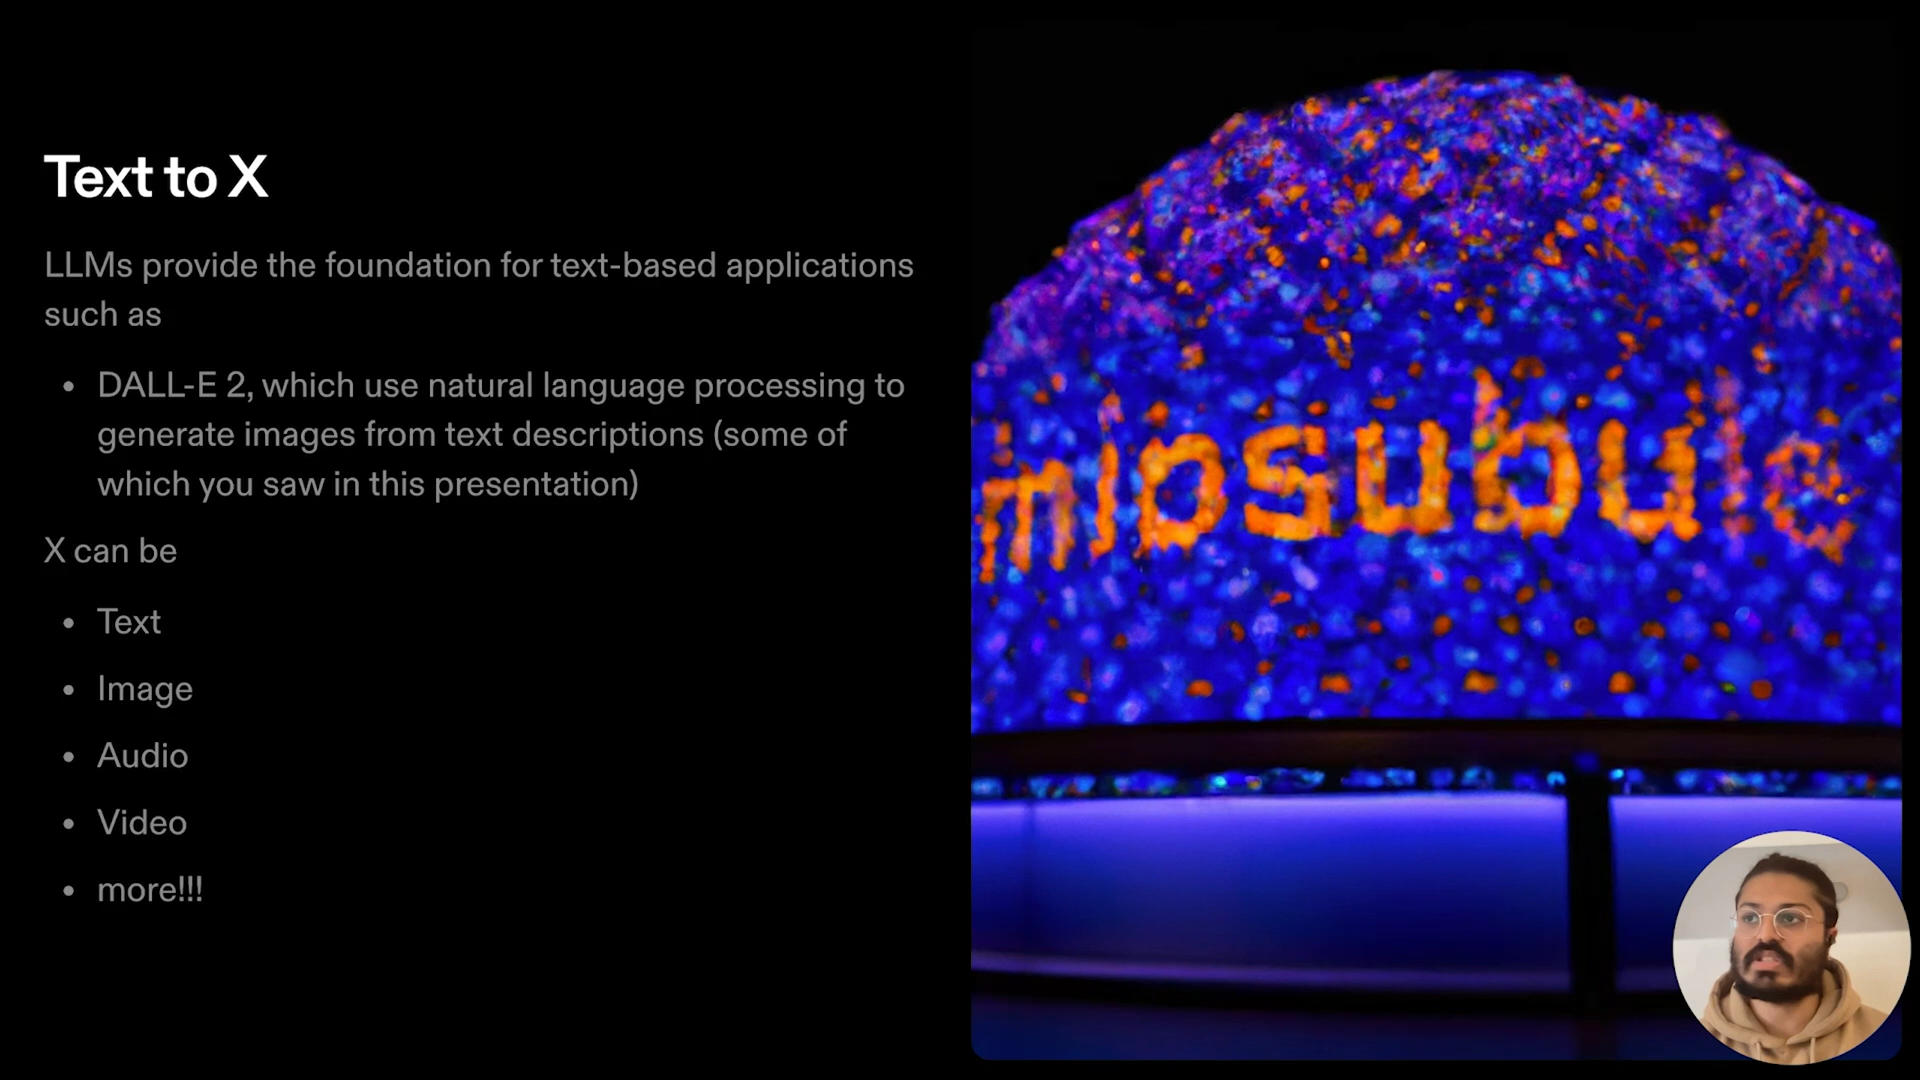 Text to X
LLMs provide the foundation for text-based applications
such as
• DALL-E 2, which use natural language processing to
generate images from text descriptions (some of
which you saw in this presentation)
X can be
• Text
• Image
• Audio
• Video
• more!!!
mlosubule